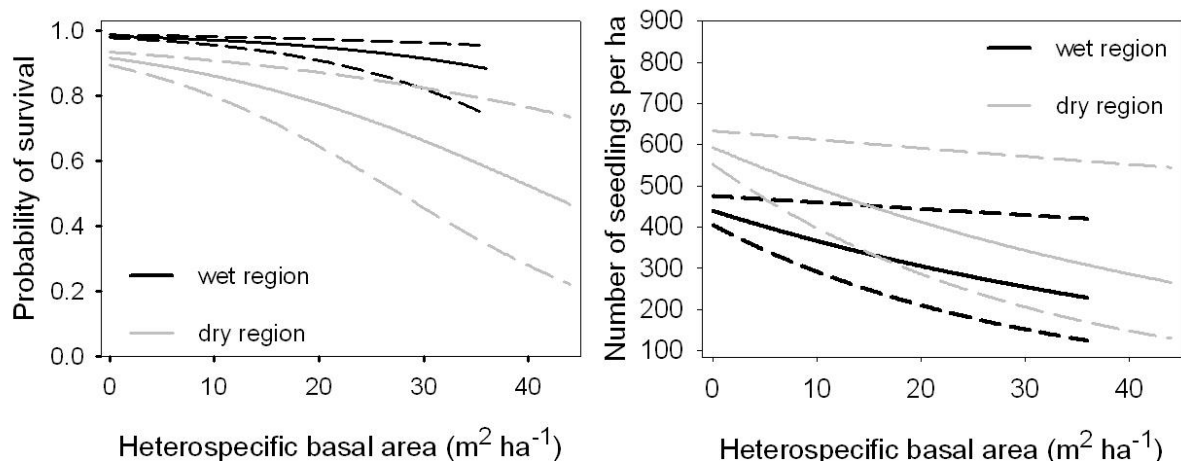 Probability of survival
1.0
0.8
0.6
0.4
0.2
0.0
wet region
dry region
0 10 20 30 40
Heterospecific basal area (m² ha⁻¹)
Number of seedlings per ha
900
800
700
600
500
400
300
200
100
wet region
dry region
0 10 20 30 40
Heterospecific basal area (m² ha⁻¹)